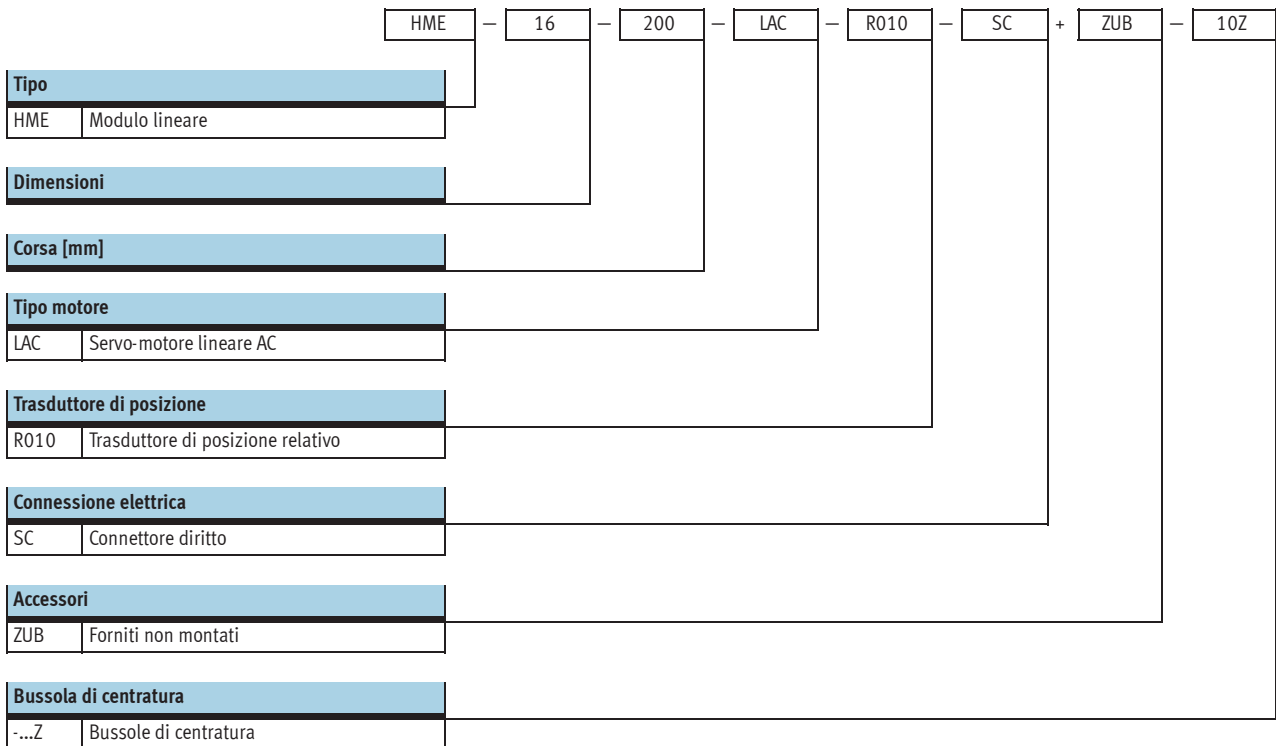 HME — 16 — 200 — LAC — R010 — SC + ZUB — 10Z
Tipo
HME Modulo lineare
Dimensioni
Corsa [mm]
Tipo motore
LAC Servo-motore lineare AC
Trasduttore di posizione
R010 Trasduttore di posizione relativo
Connessione elettrica
SC Connettore diritto
Accessori
ZUB Forniti non montati
Bussola di centratura
-...Z Bussole di centratura